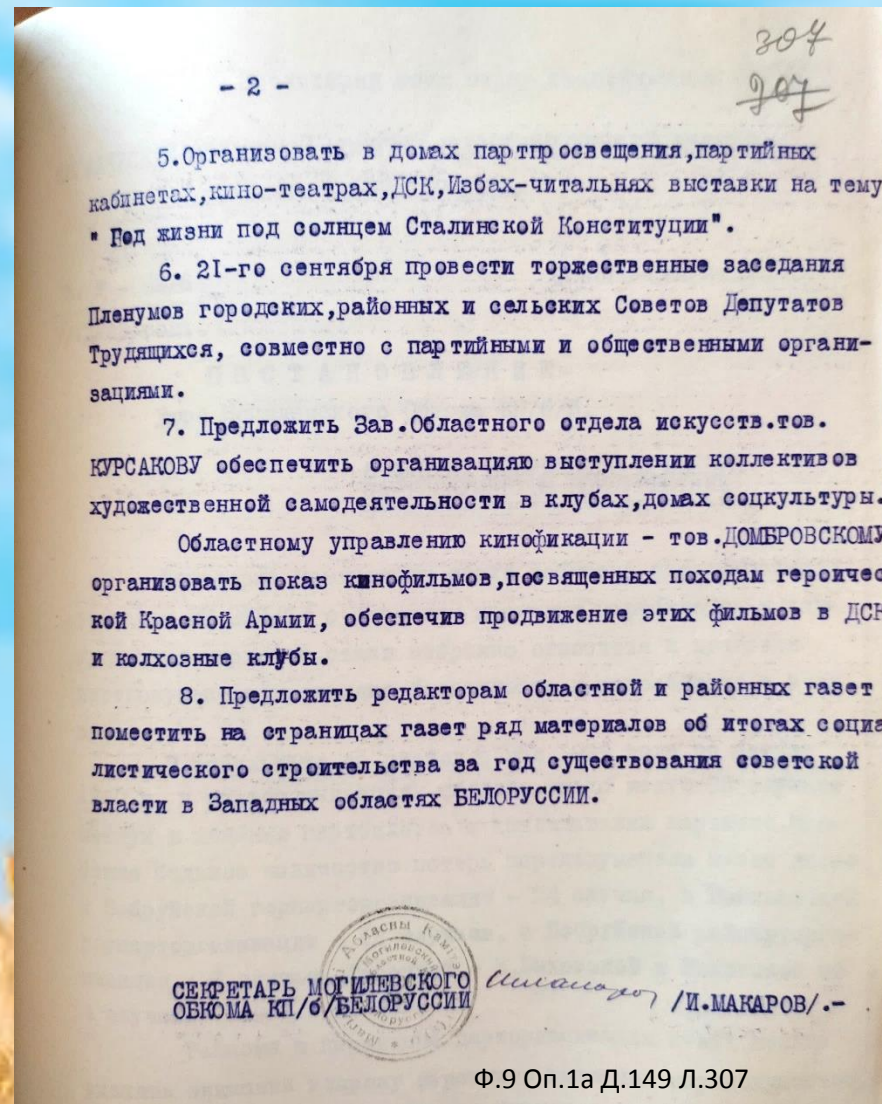 307
207
- 2 -
5.Организовать в домах партпросвещения,партийных
кабинетах,кино-театрах,ДСК,Избах-читальнях выставки на тему
" Год жизни под солнцем Сталинской Конституции".
6. 2I-го сентября провести торжественные заседания
Пленумов городских,районных и сельских Советов Депутатов
Трудящихся, совместно с партийными и общественными органи-
зациями.
7. Предложить Зав.Областного отдела искусств.тов.
КУРСАКОВУ обеспечить организацию выступлении коллективов
художественной самодеятельности в клубах,домах соцкультуры.
Областному управлению кинофикации - тов.ДОМБРОВСКОМУ
организовать показ кинофильмов,посвященных походам героичес
кой Красной Армии, обеспечив продвижение этих фильмов в ДСК
и колхозные клубы.
8. Предложить редакторам областной и районных газет
поместить на страницах газет ряд материалов об итогах социа
листического строительства за год существования советской
власти в Западных областях БЕЛОРУССИИ.
СЕКРЕТАРЬ МОГИЛЕВСКОГО
ОБКОМА КП/б/БЕЛОРУССИИ /И.МАКАРОВ/.-
Ф.9 Оп.1а Д.149 Л.307